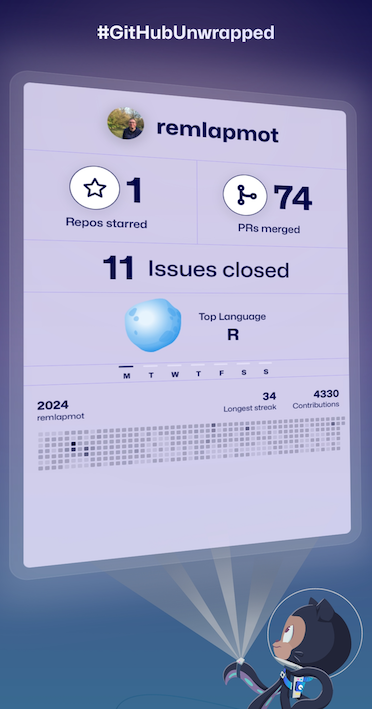 #GitHubUnwrapped
remlapmot
1
Repos starred
74
PRs merged
11 Issues closed
Top Language
R
M T W T F S S
2024
remlapmot
34
Longest streak
4330
Contributions